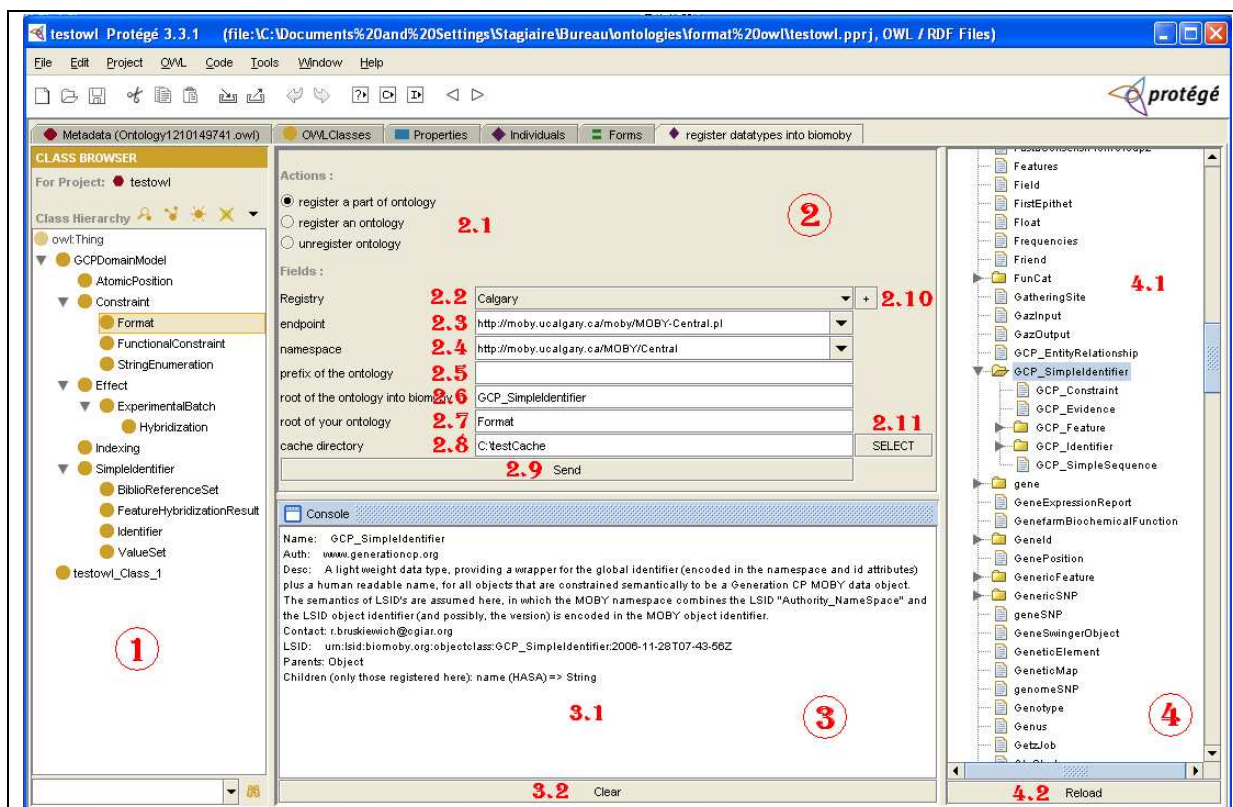 testowl Protégé 3.3.1 (file:\C:\Documents%20and%20Settings\Stagiaire\Bureau\ontologies\format%20owl\testowl.pprj, OWL / RDF Files)
File Edit Project OWL Code Tools Window Help
protégé
Metadata (Ontology1210149741.owl) OWLClasses Properties Individuals Forms register datatypes into biomoby
CLASS BROWSER
For Project: testowl
Class Hierarchy
owl:Thing
GCPDomainModel
AtomicPosition
Constraint
Format
FunctionalConstraint
StringEnumeration
Effect
ExperimentalBatch
Hybridization
Indexing
SimpleIdentifier
BiblioReferenceSet
FeatureHybridizationResult
Identifier
ValueSet
testowl_Class_1
1
Actions :
register a part of ontology
register an ontology
unregister ontology
2.1
2
Fields :
Registry 2.2 Calgary + 2.10
endpoint 2.3 http://moby.ucalgary.ca/moby/MOBY-Central.pl
namespace 2.4 http://moby.ucalgary.ca/MOBY/Central
prefix of the ontology 2.5
root of the ontology into biomoby 2.6 GCP_SimpleIdentifier
root of your ontology 2.7 Format 2.11
cache directory 2.8 C:\testCache SELECT
2.9 Send
Console
Name: GCP_SimpleIdentifier
Auth: www.generationcp.org
Desc: A light weight data type, providing a wrapper for the global identifier (encoded in the namespace and id attributes)
plus a human readable name, for all objects that are constrained semantically to be a Generation CP MOBY data object.
The semantics of LSID's are assumed here, in which the MOBY namespace combines the LSID "Authority_NameSpace" and
the LSID object identifier (and possibly, the version) is encoded in the MOBY object identifier.
Contact: r.bruskiewich@cgiar.org
LSID: urn:lsid:biomoby.org:objectclass:GCP_SimpleIdentifier:2006-11-28T07-43-56Z
Parents: Object
Children (only those registered here): name (HASA) => String
3.1
3
3.2 Clear
Features
Field
FirstEpithet
Float
Frequencies
Friend
FunCat
4.1
GatheringSite
GazInput
GazOutput
GCP_EntityRelationship
GCP_SimpleIdentifier
GCP_Constraint
GCP_Evidence
GCP_Feature
GCP_Identifier
GCP_SimpleSequence
gene
GeneExpressionReport
GenefarmBiochemicalFunction
GeneId
GenePosition
GenericFeature
GenericSNP
geneSNP
GeneSwingerObject
GeneticElement
GeneticMap
genomeSNP
Genotype
Genus
GetzJob
4
4.2 Reload